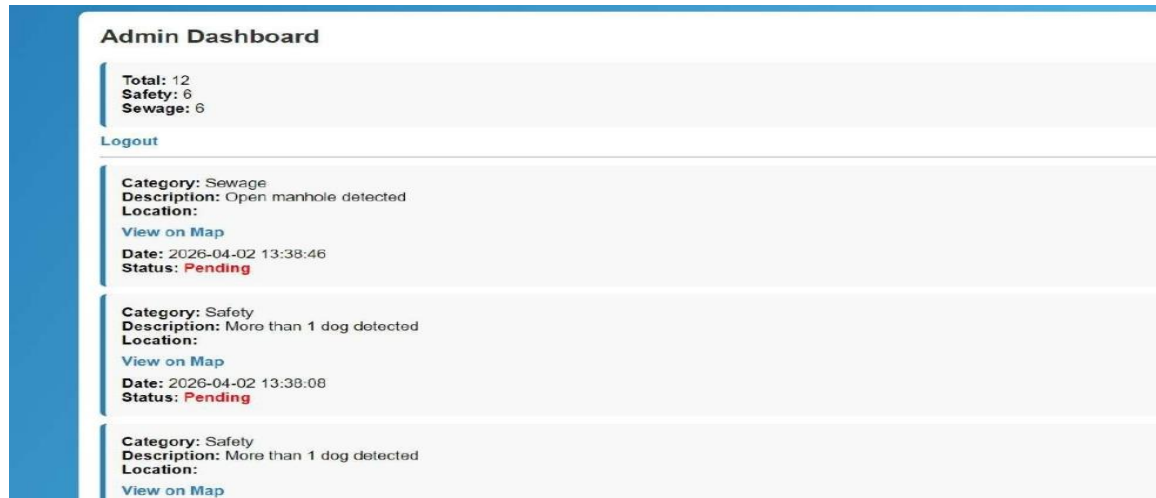 Admin Dashboard
Total: 12
Safety: 6
Sewage: 6
Logout
Category: Sewage
Description: Open manhole detected
Location:
View on Map
Date: 2026-04-02 13:38:46
Status: Pending
Category: Safety
Description: More than 1 dog detected
Location:
View on Map
Date: 2026-04-02 13:38:08
Status: Pending
Category: Safety
Description: More than 1 dog detected
Location:
View on Map